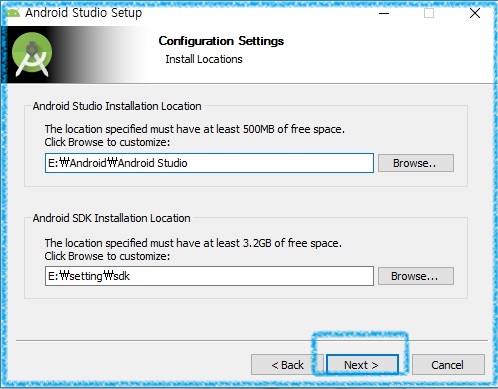 Android Studio Setup
Configuration Settings
Install Locations
Android Studio Installation Location
The location specified must have at least 500MB of free space.
Click Browse to customize:
E:₩Android₩Android Studio
Browse..
Android SDK Installation Location
The location specified must have at least 3.2GB of free space.
Click Browse to customize:
E:₩setting₩sdk
Browse...
< Back
Next >
Cancel